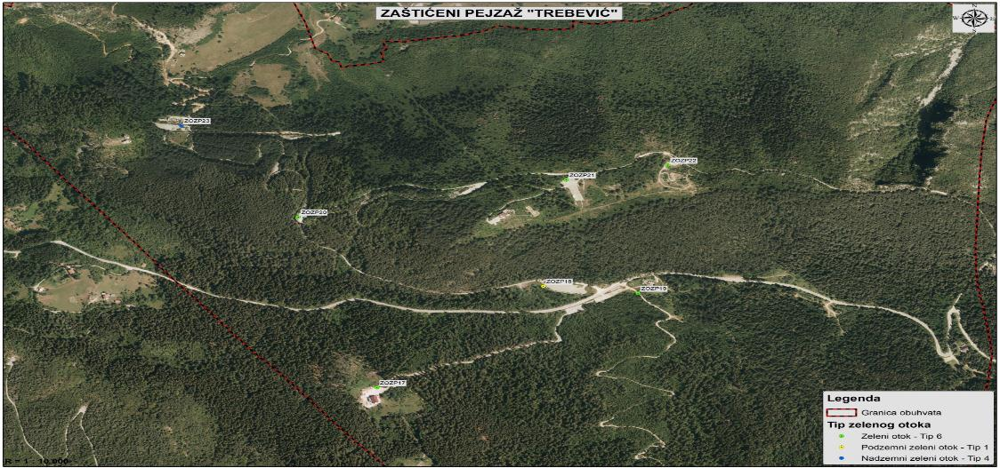 ZAŠTIĆENI PEJZAŽ "TREBEVIĆ"
N
W
E
S
ZOZP23
ZOZP22
ZOZP21
ZOZP20
ZOZP18
ZOZP19
ZOZP17
Legenda
Granica obuhvata
Tip zelenog otoka
Zeleni otok - Tip 6
Podzemni zeleni otok - Tip 1
Nadzemni zeleni otok - Tip 4
R = 1 : 10.000